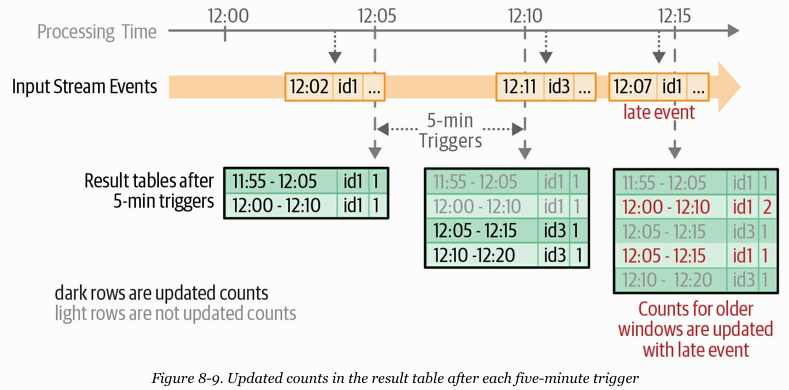 12:00 12:05 12:10 12:15
Processing Time
Input Stream Events
12:02 id1 ...
12:11 id3 ...
12:07 id1 ...
late event
5-min
Triggers
Result tables after
5-min triggers
11:55 - 12:05 id1 1
12:00 - 12:10 id1 1
11:55 - 12:05 id1 1
12:00 - 12:10 id1 1
12:05 - 12:15 id3 1
12:10 -12:20 id3 1
11:55 - 12:05 id1 1
12:00 - 12:10 id1 2
12:05 - 12:15 id3 1
12:05 - 12:15 id1 1
12:10 - 12:20 id3 1
dark rows are updated counts
light rows are not updated counts
Counts for older
windows are updated
with late event
Figure 8-9. Updated counts in the result table after each five-minute trigger